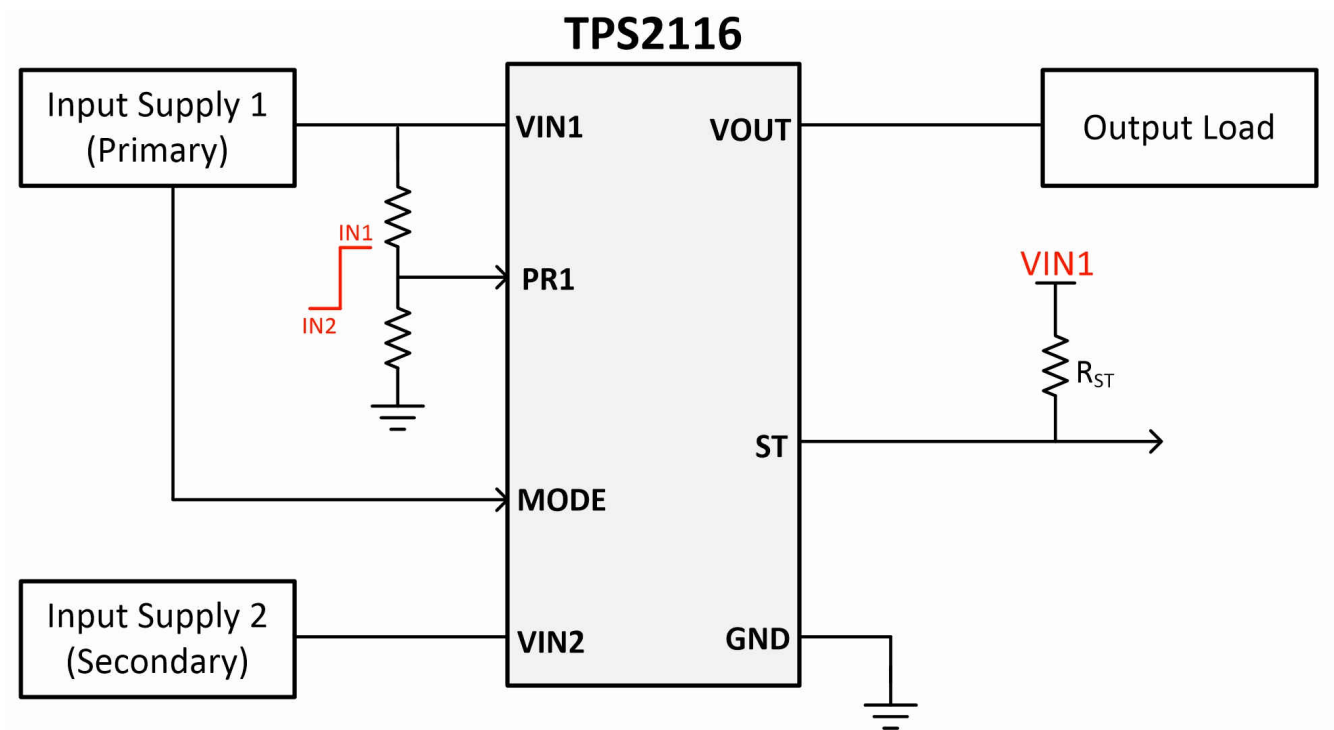 TPS2116
Input Supply 1
(Primary)
VIN1
VOUT
Output Load
IN1
IN2
PR1
VIN1
R_ST
ST
MODE
Input Supply 2
(Secondary)
VIN2
GND